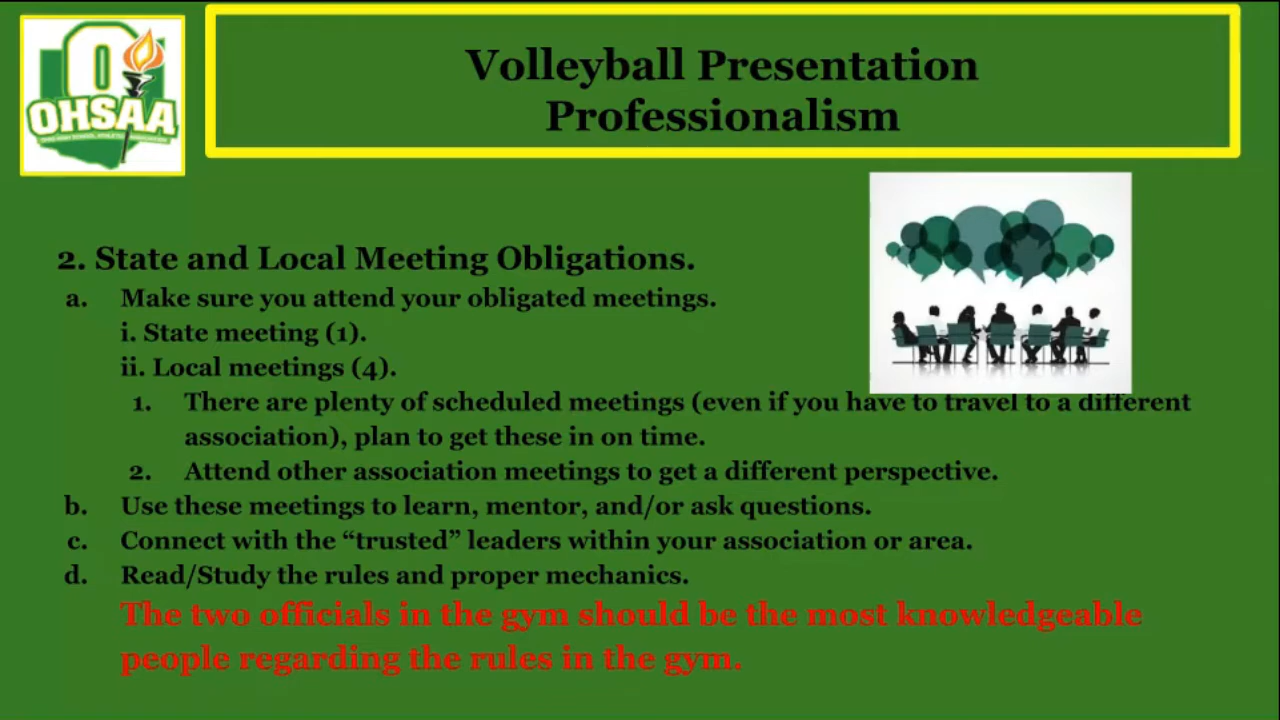 OHSAA
Volleyball Presentation
Professionalism
2. State and Local Meeting Obligations.
a. Make sure you attend your obligated meetings.
i. State meeting (1).
ii. Local meetings (4).
1. There are plenty of scheduled meetings (even if you have to travel to a different
association), plan to get these in on time.
2. Attend other association meetings to get a different perspective.
b. Use these meetings to learn, mentor, and/or ask questions.
c. Connect with the “trusted” leaders within your association or area.
d. Read/Study the rules and proper mechanics.
The two officials in the gym should be the most knowledgeable
people regarding the rules in the gym.